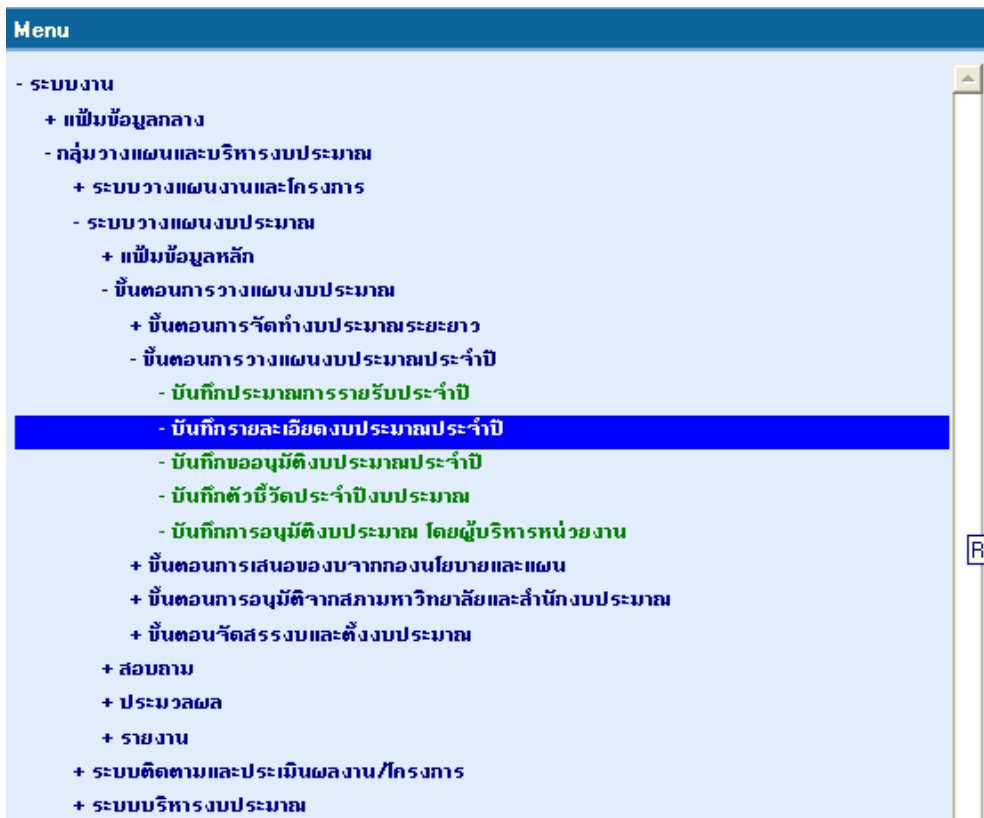 Menu
- ระบบงาน
+ แฟ้มข้อมูลกลาง
- กลุ่มวางแผนและบริหารงบประมาณ
+ ระบบวางแผนงานและโครงการ
- ระบบวางแผนงบประมาณ
+ แฟ้มข้อมูลหลัก
- ขั้นตอนการวางแผนงบประมาณ
+ ขั้นตอนการจัดทำงบประมาณระยะยาว
- ขั้นตอนการวางแผนงบประมาณประจำปี
- บันทึกประมาณการรายรับประจำปี
- บันทึกรายละเอียดงบประมาณประจำปี
- บันทึกขออนุมัติงบประมาณประจำปี
- บันทึกตัวชี้วัดประจำปีงบประมาณ
- บันทึกการอนุมัติงบประมาณ โดยผู้บริหารหน่วยงาน
R
+ ขั้นตอนการเสนอของบจากกองนโยบายและแผน
+ ขั้นตอนการอนุมัติจากสภามหาวิทยาลัยและสำนักงบประมาณ
+ ขั้นตอนจัดสรรงบและตั้งงบประมาณ
+ สอบถาม
+ ประมวลผล
+ รายงาน
+ ระบบติดตามและประเมินผลงาน/โครงการ
+ ระบบบริหารงบประมาณ